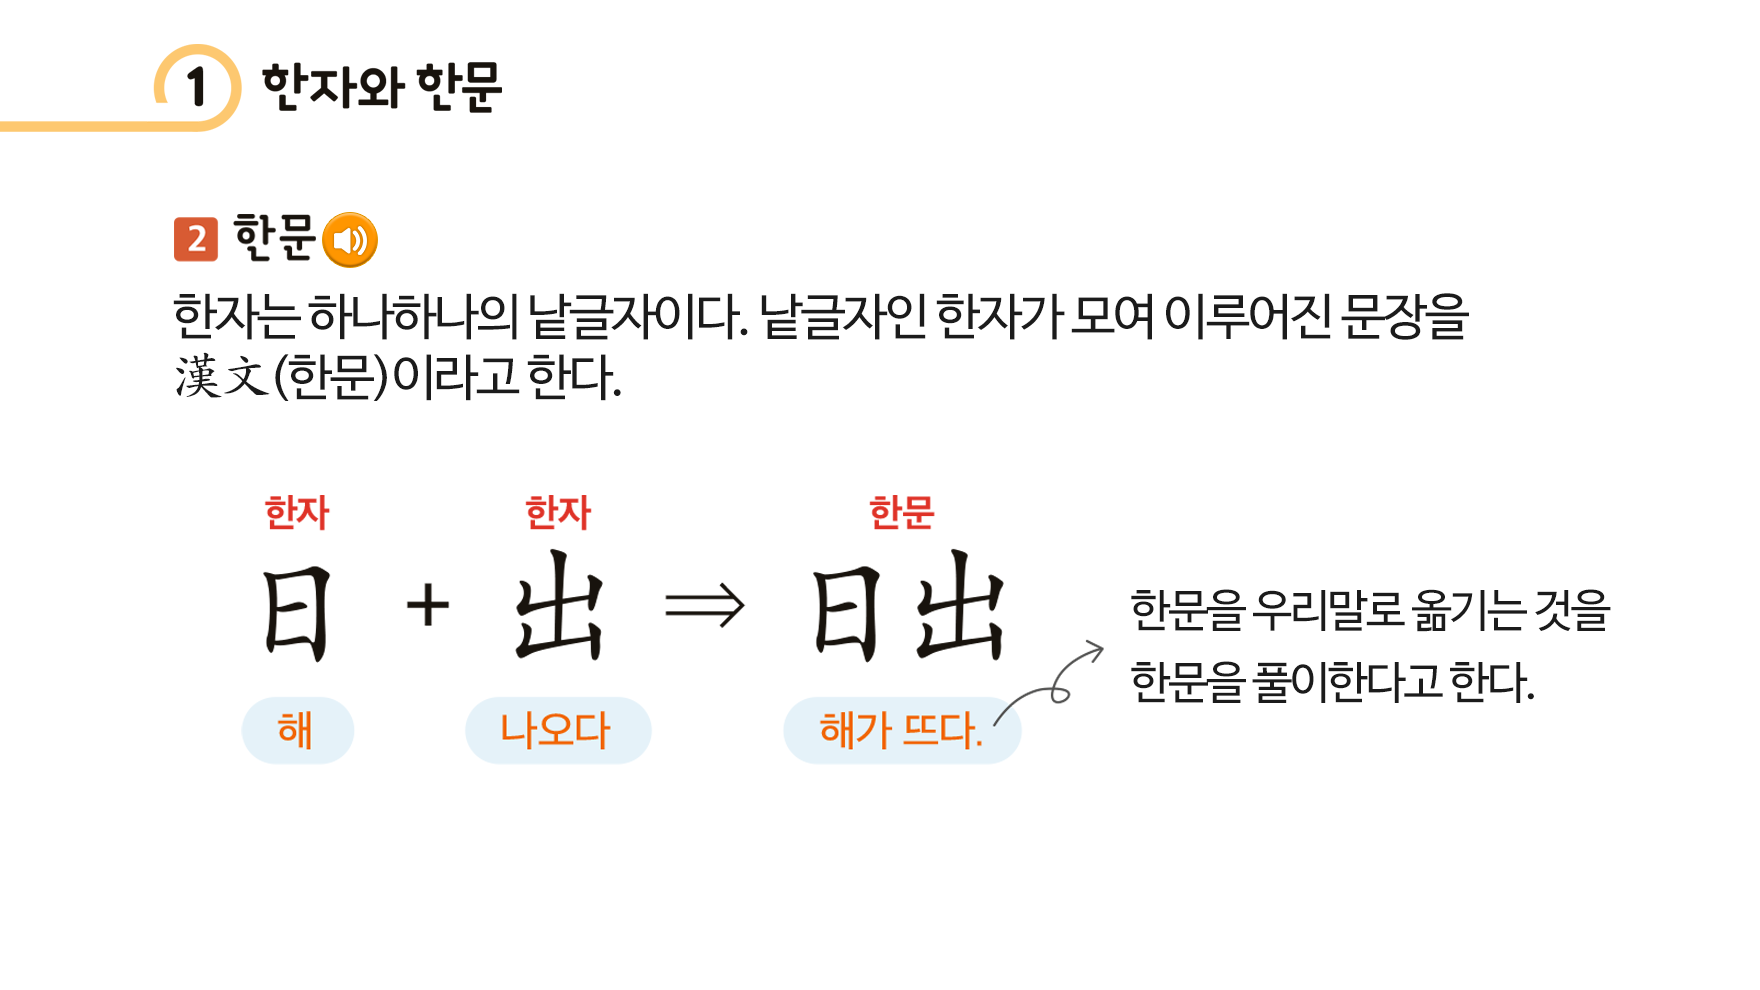 1 한자와 한문
2 한문
한자는 하나하나의 낱글자이다. 낱글자인 한자가 모여 이루어진 문장을
漢文(한문)이라고 한다.
한자 한자 한문
日 + 出 ⇒ 日出
해 나오다 해가 뜨다.
한문을 우리말로 옮기는 것을
한문을 풀이한다고 한다.